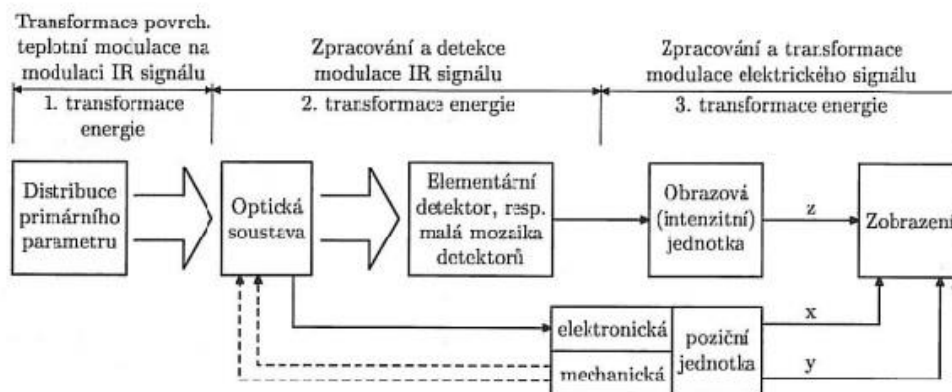 Transformace povrch.
teplotní modulace na
modulaci IR signálu
1. transformace
energie
Zpracování a detekce
modulace IR signálu
2. transformace energie
Zpracování a transformace
modulace elektrického signálu
3. transformace energie
Distribuce
primárního
parametru
Optická
soustava
Elementární
detektor, resp.
malá mozaika
detektorů
Obrazová
(intenzitní)
jednotka
z
Zobrazení
elektronická
mechanická
poziční
jednotka
x
y